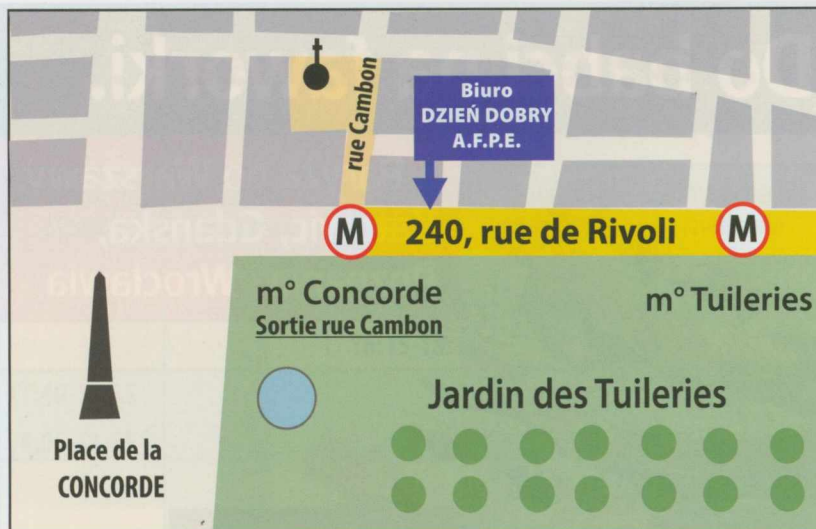 rue Cambon
Biuro
DZIEŃ DOBRY
A.F.P.E.
M
240, rue de Rivoli
M
m° Concorde
Sortie rue Cambon
m° Tuileries
Jardin des Tuileries
Place de la
CONCORDE